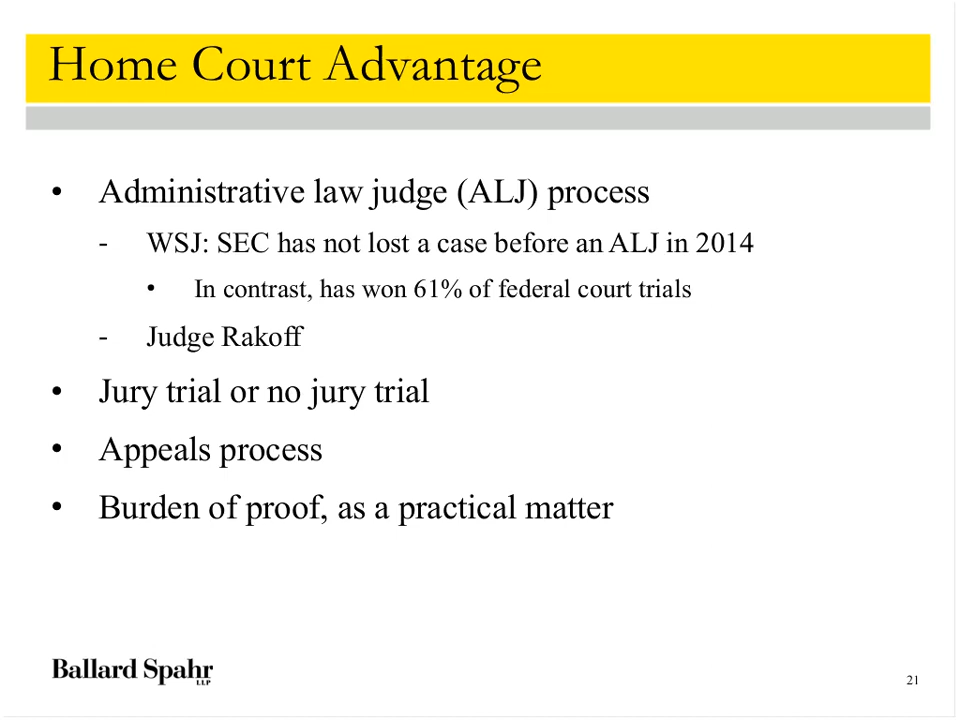 Home Court Advantage
• Administrative law judge (ALJ) process
- WSJ: SEC has not lost a case before an ALJ in 2014
• In contrast, has won 61% of federal court trials
- Judge Rakoff
• Jury trial or no jury trial
• Appeals process
• Burden of proof, as a practical matter
Ballard Spahr
LLP
21